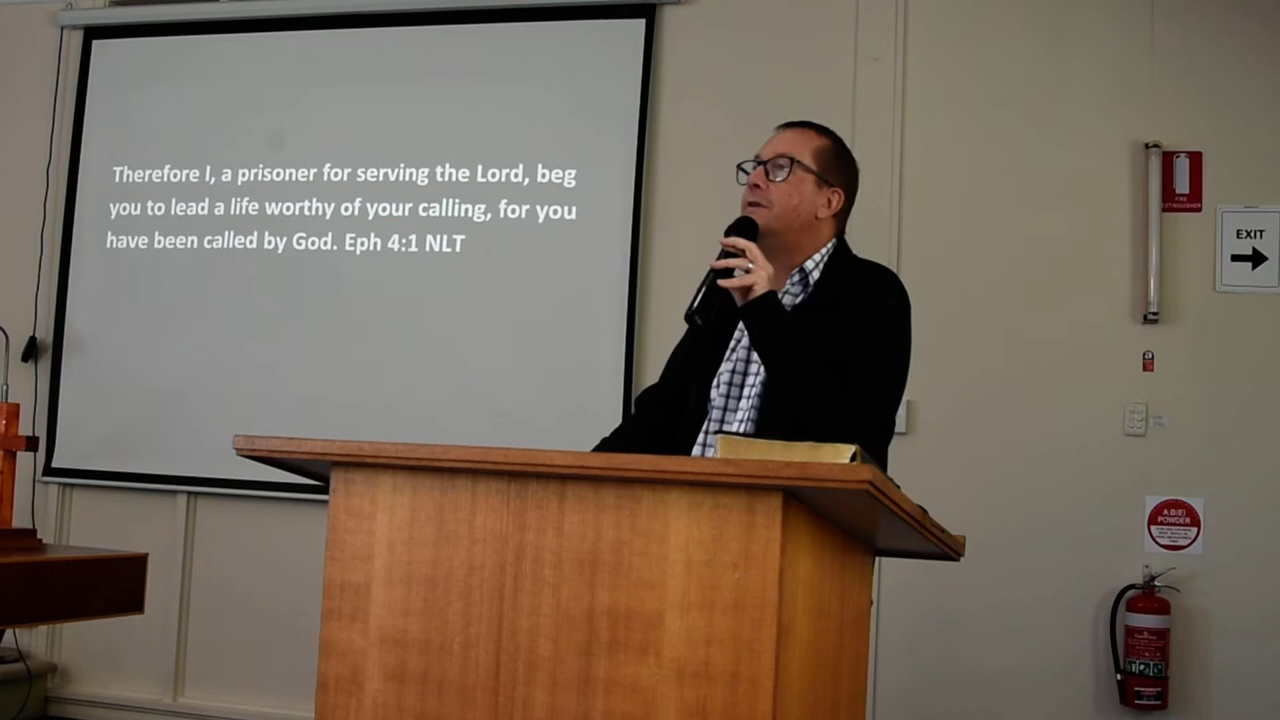 Therefore I, a prisoner for serving the Lord, beg
you to lead a life worthy of your calling, for you
have been called by God. Eph 4:1 NLT
FIRE
EXTINGUISHER
EXIT
A:B(E)
POWDER